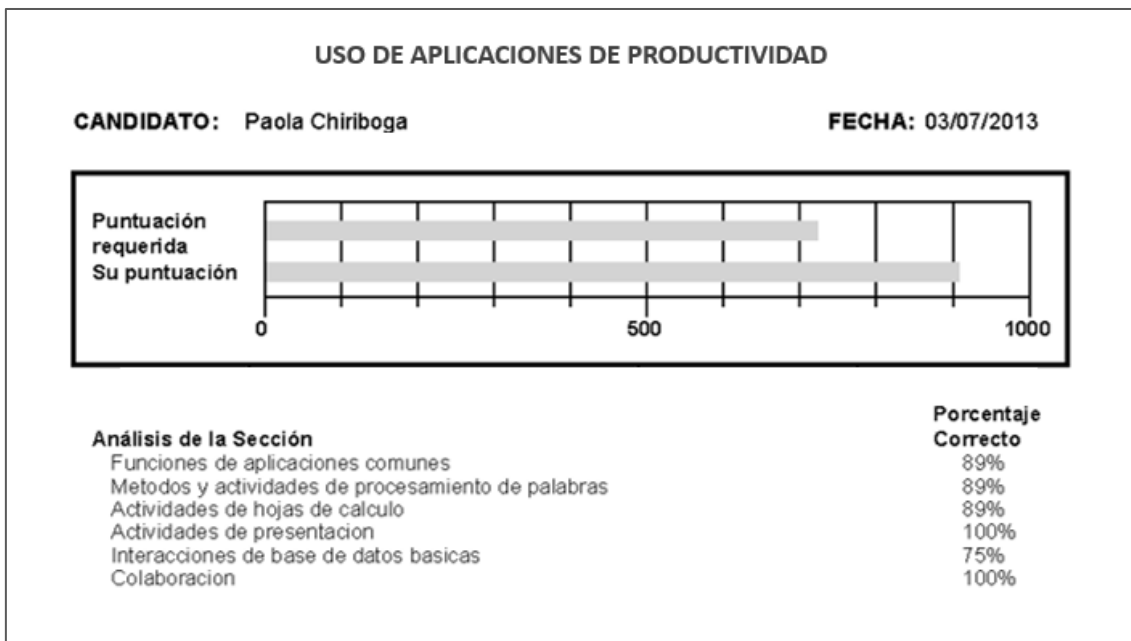 USO DE APLICACIONES DE PRODUCTIVIDAD
CANDIDATO: Paola Chiriboga FECHA: 03/07/2013
Puntuación
requerida
Su puntuación
0 500 1000
Porcentaje
Análisis de la Sección Correcto
Funciones de aplicaciones comunes 89%
Metodos y actividades de procesamiento de palabras 89%
Actividades de hojas de calculo 89%
Actividades de presentacion 100%
Interacciones de base de datos basicas 75%
Colaboracion 100%